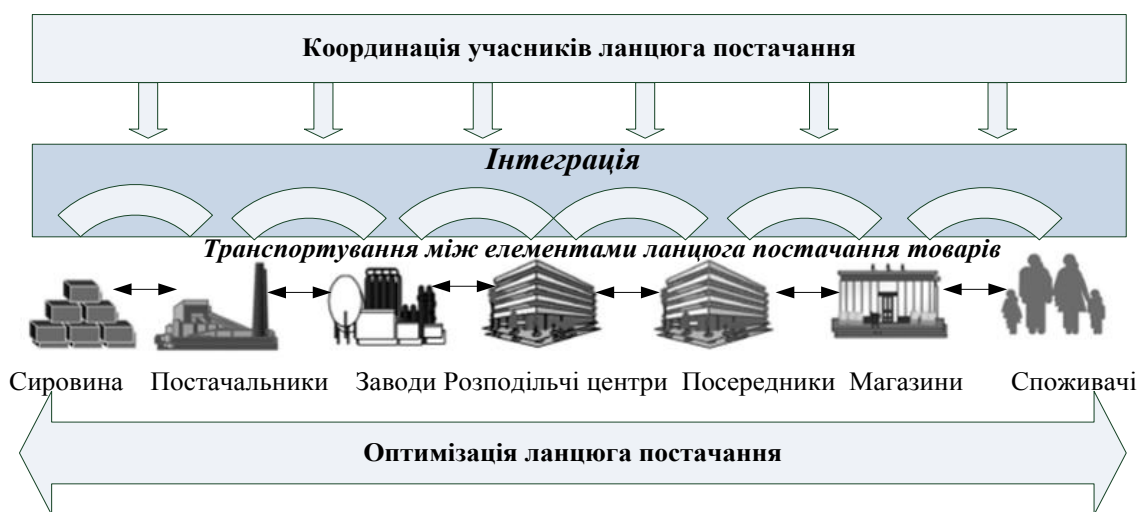 Координація учасників ланцюга постачання
Інтеграція
Транспортування між елементами ланцюга постачання товарів
Сировина Постачальники Заводи Розподільчі центри Посередники Магазини Споживачі
Оптимізація ланцюга постачання